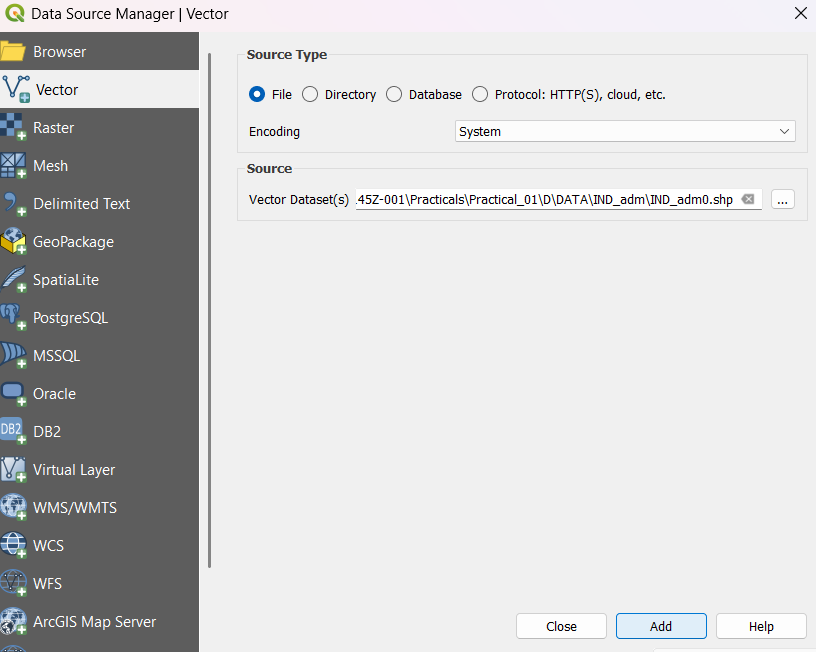 Data Source Manager | Vector
Browser
Vector
Raster
Mesh
Delimited Text
GeoPackage
SpatiaLite
PostgreSQL
MSSQL
Oracle
DB2 DB2
Virtual Layer
WMS/WMTS
WCS
WFS
ArcGIS Map Server
Source Type
File Directory Database Protocol: HTTP(S), cloud, etc.
Encoding System
Source
Vector Dataset(s) .45Z-001\Practicals\Practical_01\D\DATA\IND_adm\IND_adm0.shp ...
Close Add Help